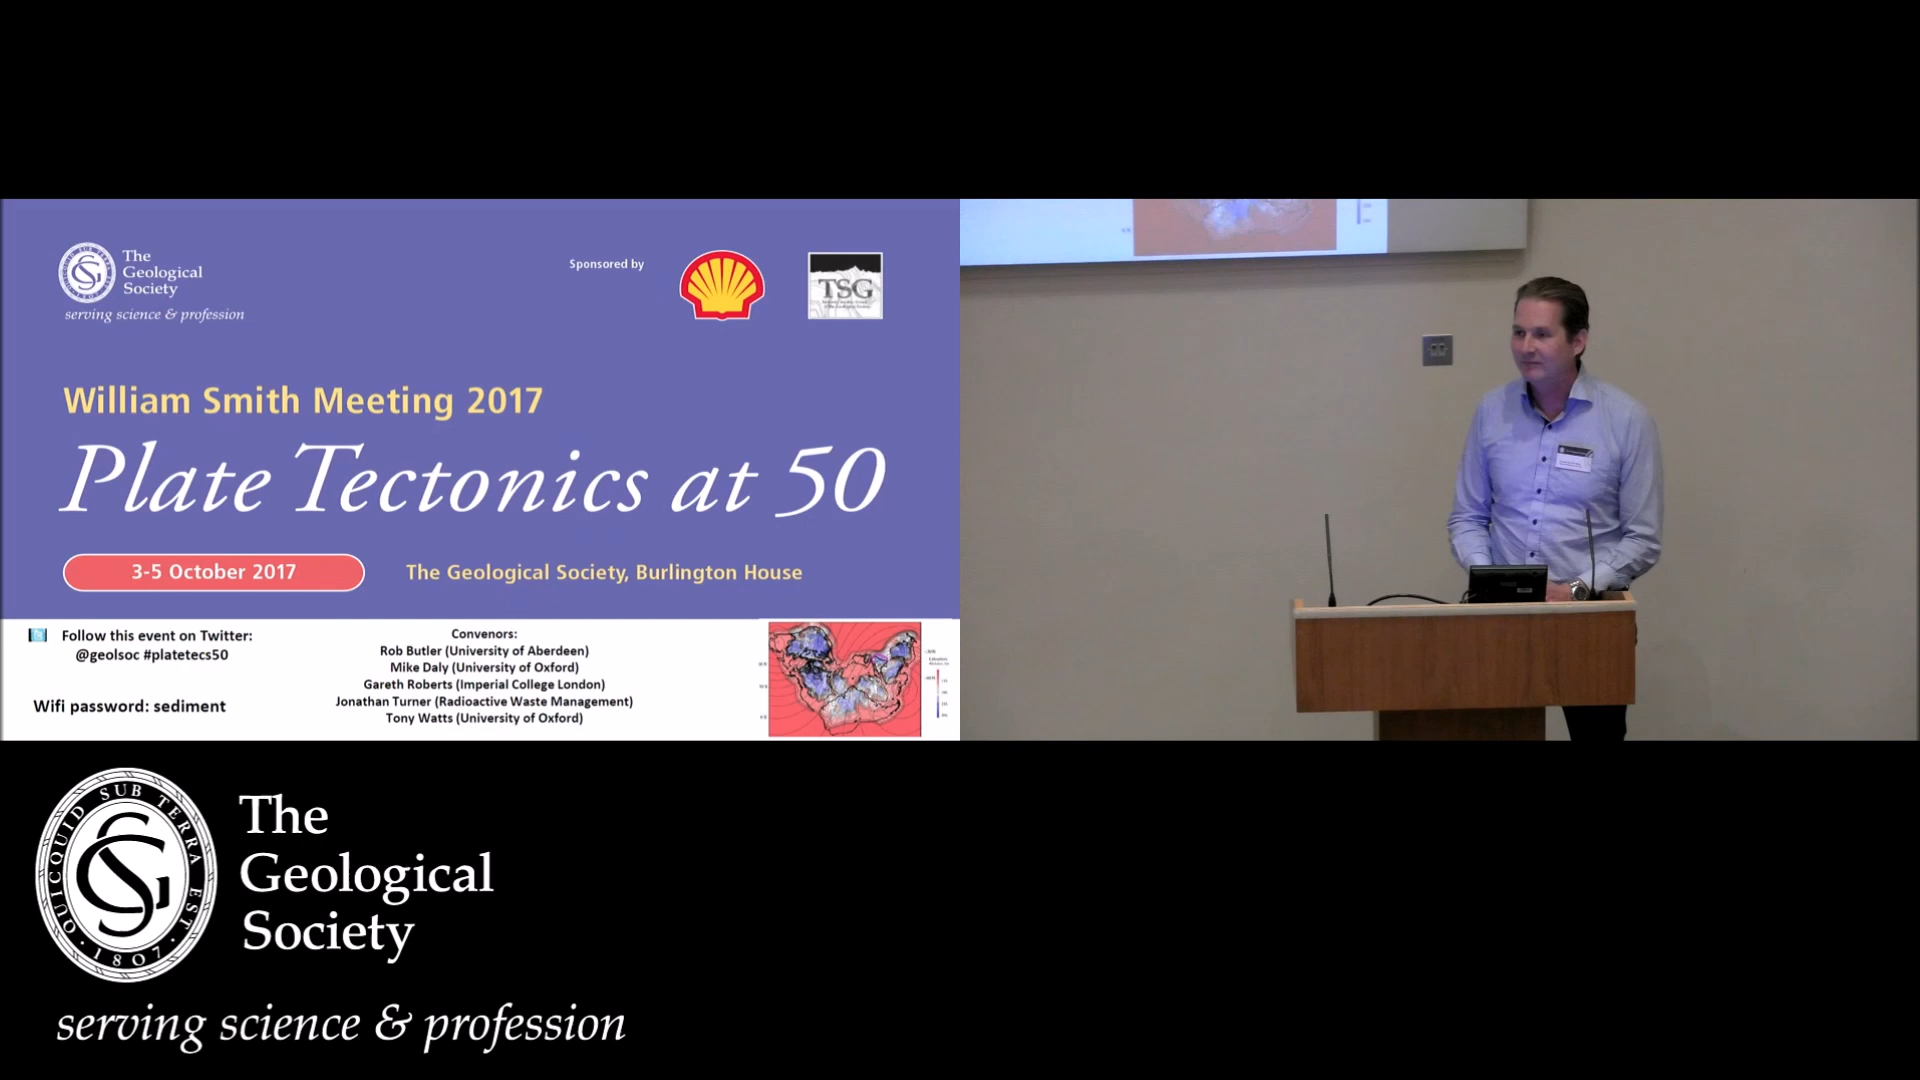 The
Geological
Society
serving science & profession
Sponsored by
TSG
William Smith Meeting 2017
Plate Tectonics at 50
3-5 October 2017
The Geological Society, Burlington House
Follow this event on Twitter:
@geolsoc #platetecs50
Wifi password: sediment
Convenors:
Rob Butler (University of Aberdeen)
Mike Daly (University of Oxford)
Gareth Roberts (Imperial College London)
Jonathan Turner (Radioactive Waste Management)
Tony Watts (University of Oxford)
QUICQUID SUB TERRA EST
1807
The
Geological
Society
serving science & profession